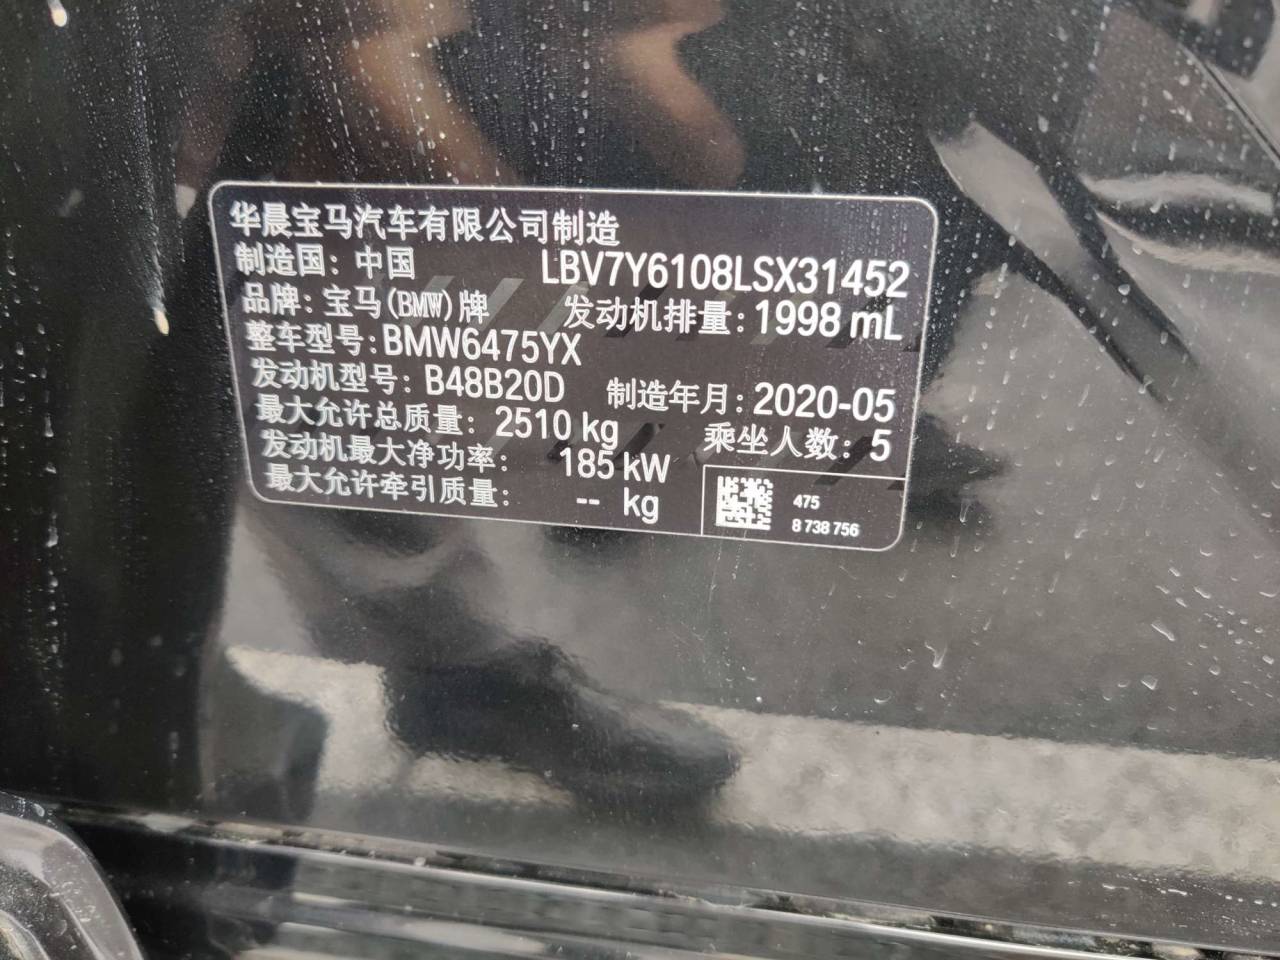 华晨宝马汽车有限公司制造
制造国：中国 LBV7Y6108LSX31452
品牌：宝马(BMW)牌 发动机排量：1998 mL
整车型号：BMW6475YX
发动机型号：B48B20D 制造年月：2020-05
最大允许总质量：2510 kg 乘坐人数：5
发动机最大净功率：185 kW
最大允许牵引质量：-- kg
475
8 738 756